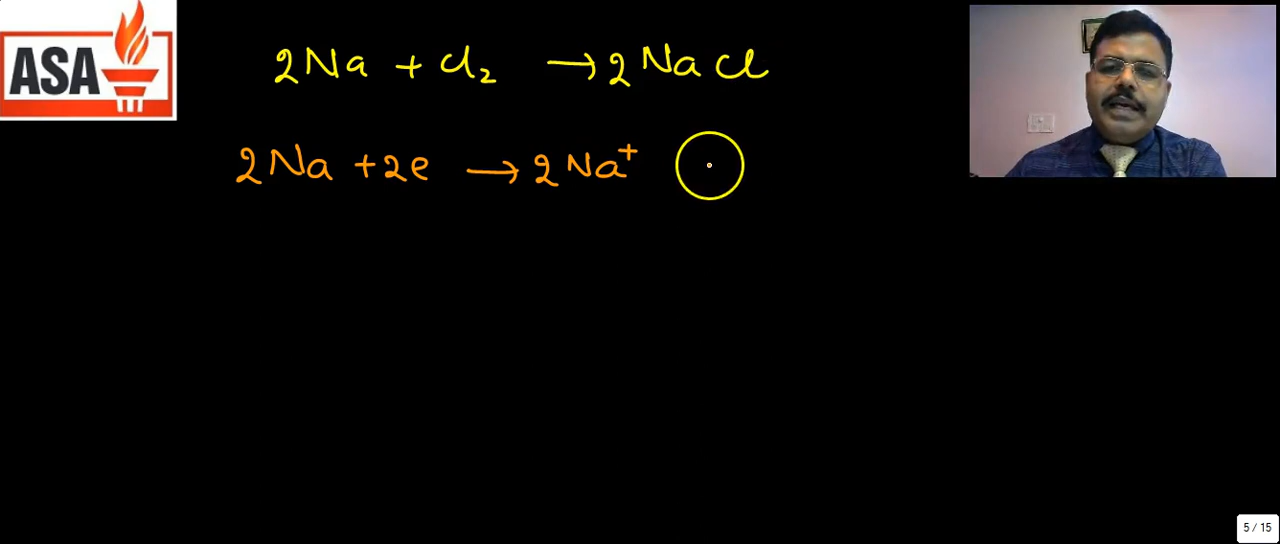 ASA
2Na + Cl₂ → 2NaCl
2Na + 2e → 2Na⁺
5 / 15